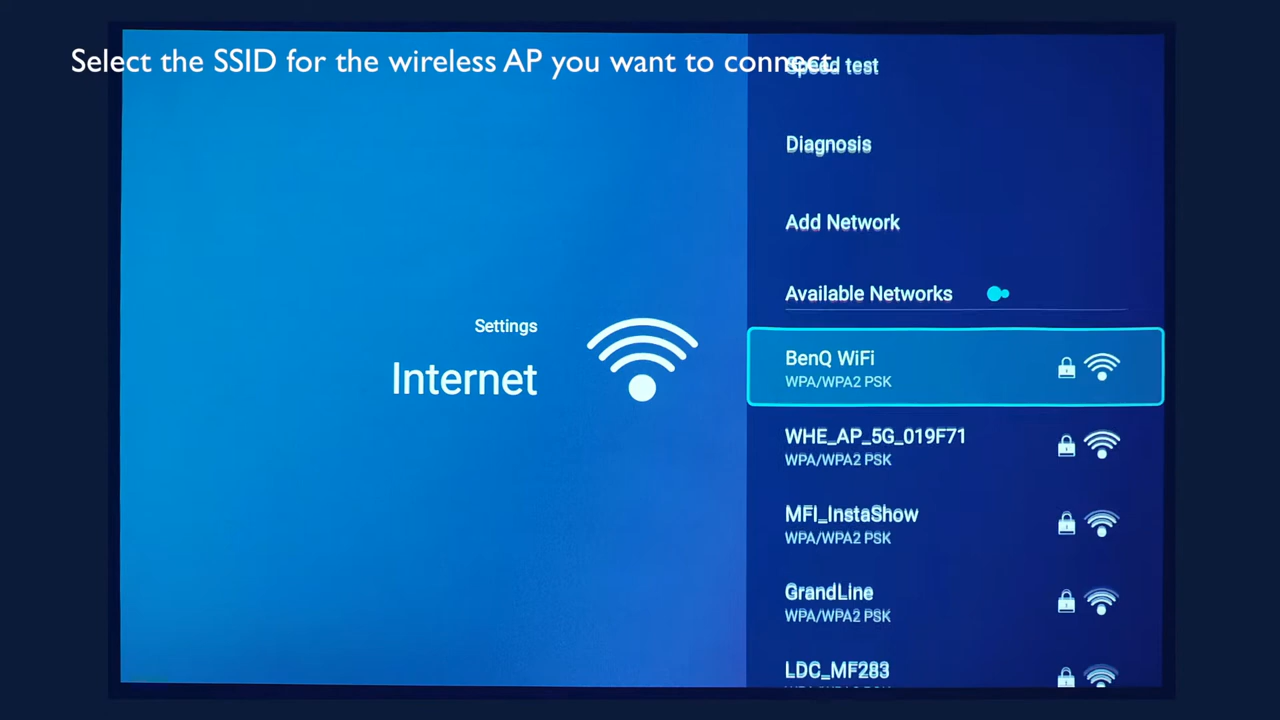 Select the SSID for the wireless AP you want to connect.
Speed test
Diagnosis
Add Network
Available Networks
Settings
Internet
BenQ WiFi
WPA/WPA2 PSK
WHE_AP_5G_019F71
WPA/WPA2 PSK
MFI_InstaShow
WPA/WPA2 PSK
GrandLine
WPA/WPA2 PSK
LDC_MF283